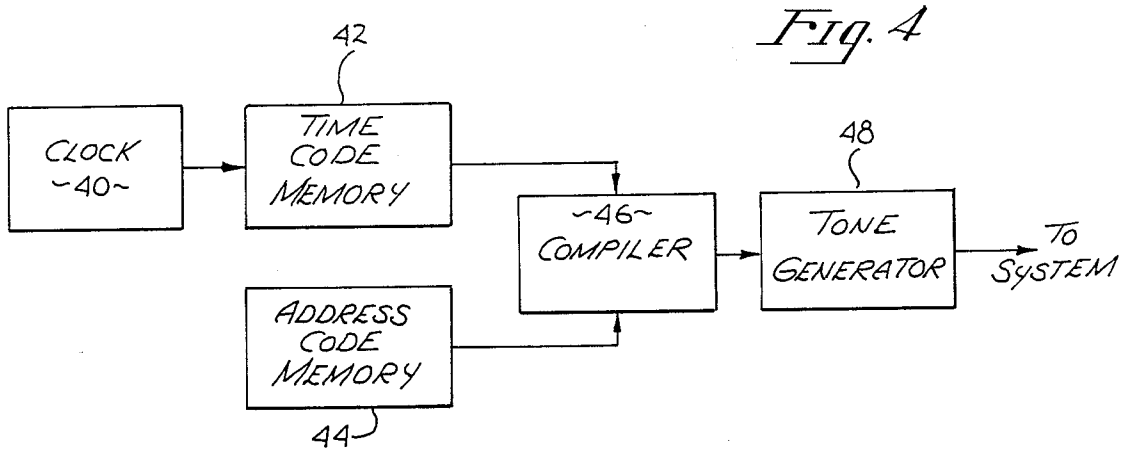 Fig. 4
42
CLOCK
~40~
TIME
CODE
MEMORY
48
~46~
COMPILER
TONE
GENERATOR
TO
SYSTEM
ADDRESS
CODE
MEMORY
44